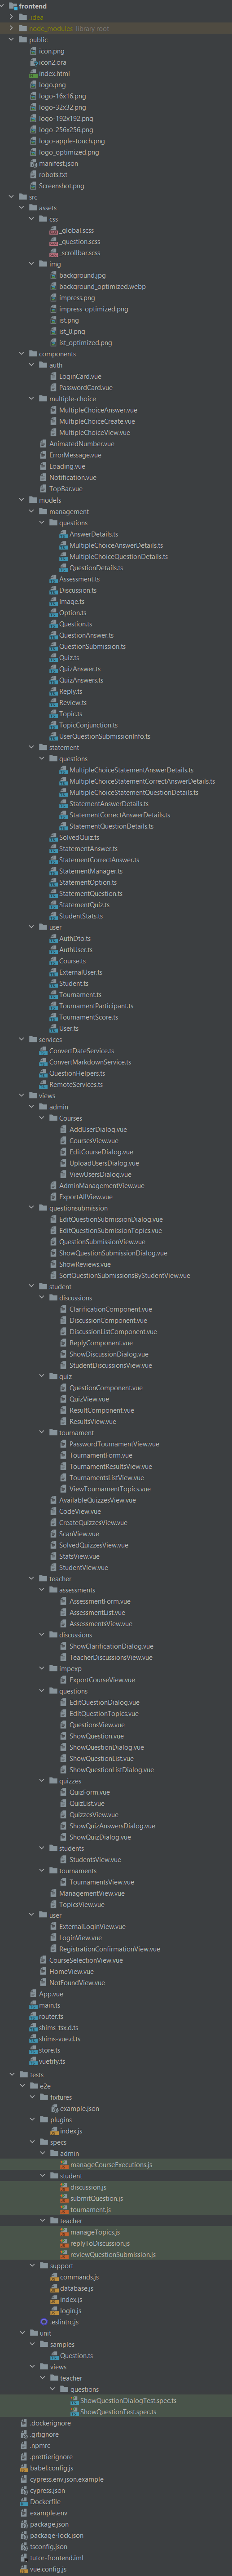 frontend
.idea
node_modules library root
public
icon.png
icon2.ora
index.html
logo.png
logo-16x16.png
logo-32x32.png
logo-192x192.png
logo-256x256.png
logo-apple-touch.png
logo_optimized.png
manifest.json
robots.txt
Screenshot.png
src
assets
css
_global.scss
_question.scss
_scrollbar.scss
img
background.jpg
background_optimized.webp
impress.png
impress_optimized.png
ist.png
ist_0.png
ist_optimized.png
components
auth
LoginCard.vue
PasswordCard.vue
multiple-choice
MultipleChoiceAnswer.vue
MultipleChoiceCreate.vue
MultipleChoiceView.vue
AnimatedNumber.vue
ErrorMessage.vue
Loading.vue
Notification.vue
TopBar.vue
models
management
questions
AnswerDetails.ts
MultipleChoiceAnswerDetails.ts
MultipleChoiceQuestionDetails.ts
QuestionDetails.ts
Assessment.ts
Discussion.ts
Image.ts
Option.ts
Question.ts
QuestionAnswer.ts
QuestionSubmission.ts
Quiz.ts
QuizAnswer.ts
QuizAnswers.ts
Reply.ts
Review.ts
Topic.ts
TopicConjunction.ts
UserQuestionSubmissionInfo.ts
statement
questions
MultipleChoiceStatementAnswerDetails.ts
MultipleChoiceStatementCorrectAnswerDetails.ts
MultipleChoiceStatementQuestionDetails.ts
StatementAnswerDetails.ts
StatementCorrectAnswerDetails.ts
StatementQuestionDetails.ts
SolvedQuiz.ts
StatementAnswer.ts
StatementCorrectAnswer.ts
StatementManager.ts
StatementOption.ts
StatementQuestion.ts
StatementQuiz.ts
StudentStats.ts
user
AuthDto.ts
AuthUser.ts
Course.ts
ExternalUser.ts
Student.ts
Tournament.ts
TournamentParticipant.ts
TournamentScore.ts
User.ts
services
ConvertDateService.ts
ConvertMarkdownService.ts
QuestionHelpers.ts
RemoteServices.ts
views
admin
Courses
AddUserDialog.vue
CoursesView.vue
EditCourseDialog.vue
UploadUsersDialog.vue
ViewUsersDialog.vue
AdminManagementView.vue
ExportAllView.vue
questionsubmission
EditQuestionSubmissionDialog.vue
EditQuestionSubmissionTopics.vue
QuestionSubmissionView.vue
ShowQuestionSubmissionDialog.vue
ShowReviews.vue
SortQuestionSubmissionsByStudentView.vue
student
discussions
ClarificationComponent.vue
DiscussionComponent.vue
DiscussionListComponent.vue
ReplyComponent.vue
ShowDiscussionDialog.vue
StudentDiscussionsView.vue
quiz
QuestionComponent.vue
QuizView.vue
ResultComponent.vue
ResultsView.vue
tournament
PasswordTournamentView.vue
TournamentForm.vue
TournamentResultsView.vue
TournamentsListView.vue
ViewTournamentTopics.vue
AvailableQuizzesView.vue
CodeView.vue
CreateQuizzesView.vue
ScanView.vue
SolvedQuizzesView.vue
StatsView.vue
StudentView.vue
teacher
assessments
AssessmentForm.vue
AssessmentList.vue
AssessmentsView.vue
discussions
ShowClarificationDialog.vue
TeacherDiscussionsView.vue
impexp
ExportCourseView.vue
questions
EditQuestionDialog.vue
EditQuestionTopics.vue
QuestionsView.vue
ShowQuestion.vue
ShowQuestionDialog.vue
ShowQuestionList.vue
ShowQuestionListDialog.vue
quizzes
QuizForm.vue
QuizList.vue
QuizzesView.vue
ShowQuizAnswersDialog.vue
ShowQuizDialog.vue
students
StudentsView.vue
tournaments
TournamentsView.vue
ManagementView.vue
TopicsView.vue
user
ExternalLoginView.vue
LoginView.vue
RegistrationConfirmationView.vue
CourseSelectionView.vue
HomeView.vue
NotFoundView.vue
App.vue
main.ts
router.ts
shims-tsx.d.ts
shims-vue.d.ts
store.ts
vuetify.ts
tests
e2e
fixtures
example.json
plugins
index.js
specs
admin
manageCourseExecutions.js
student
discussion.js
submitQuestion.js
tournament.js
teacher
manageTopics.js
replyToDiscussion.js
reviewQuestionSubmission.js
support
commands.js
database.js
index.js
login.js
.eslintrc.js
unit
samples
Question.ts
views
teacher
questions
ShowQuestionDialogTest.spec.ts
ShowQuestionTest.spec.ts
.dockerignore
.gitignore
.npmrc
.prettierignore
babel.config.js
cypress.env.json.example
cypress.json
Dockerfile
example.env
package.json
package-lock.json
tsconfig.json
tutor-frontend.iml
vue.config.js